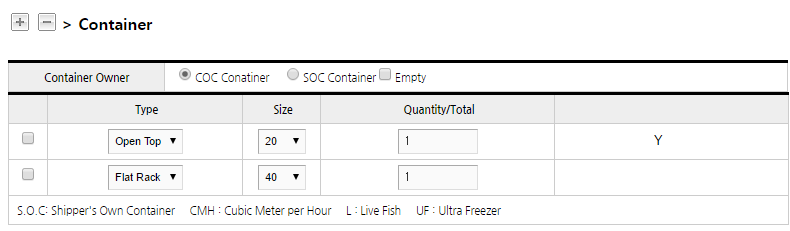 > Container
Container Owner COC Conatiner SOC Container Empty
Type Size Quantity/Total
Open Top 20 1 Y
Flat Rack 40 1
S.O.C: Shipper's Own Container CMH : Cubic Meter per Hour L : Live Fish UF : Ultra Freezer